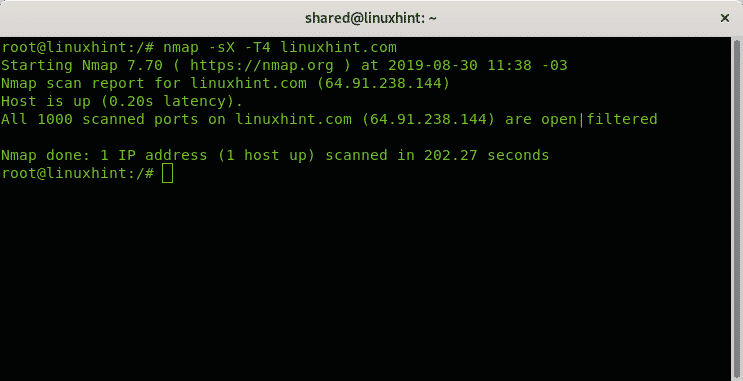 shared@linuxhint: ~
×
root@linuxhint:/# nmap -sX -T4 linuxhint.com
Starting Nmap 7.70 ( https://nmap.org ) at 2019-08-30 11:38 -03
Nmap scan report for linuxhint.com (64.91.238.144)
Host is up (0.20s latency).
All 1000 scanned ports on linuxhint.com (64.91.238.144) are open|filtered
Nmap done: 1 IP address (1 host up) scanned in 202.27 seconds
root@linuxhint:/#